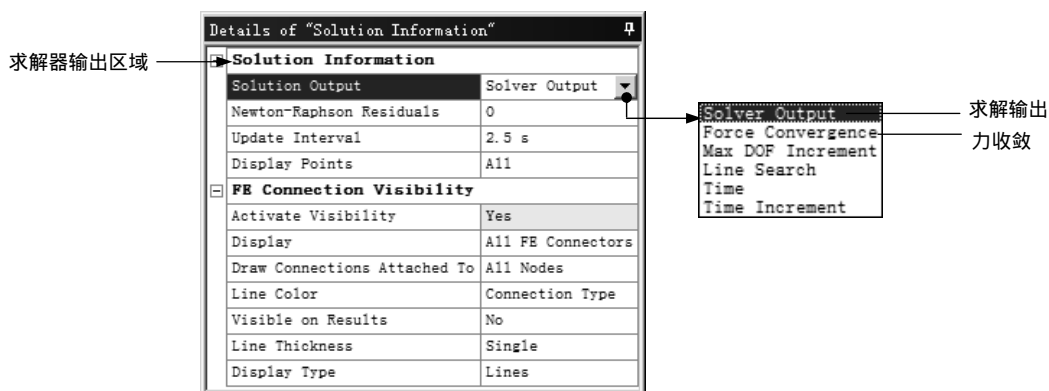 Details of “Solution Information“
求解器输出区域
Solution Information
Solution Output Solver Output
Newton-Raphson Residuals 0
Update Interval 2.5 s
Display Points All
FE Connection Visibility
Activate Visibility Yes
Display All FE Connectors
Draw Connections Attached To All Nodes
Line Color Connection Type
Visible on Results No
Line Thickness Single
Display Type Lines
Solver Output 求解输出
Force Convergence 力收敛
Max DOF Increment
Line Search
Time
Time Increment